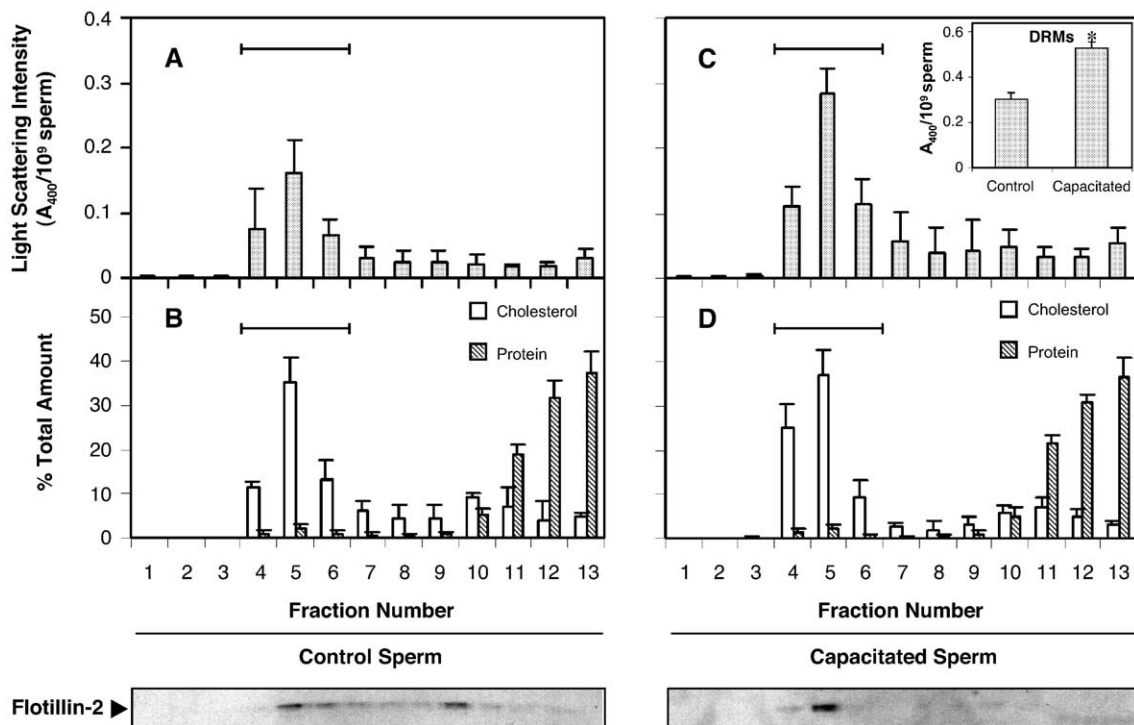 A
Light Scattering Intensity
(A₄₀₀/10⁹ sperm)
0.4
0.3
0.2
0.1
0
C
DRMs *
A₄₀₀/10⁹ sperm
0.6
0.4
0.2
0
Control Capacitated
B
Cholesterol
Protein
% Total Amount
50
40
30
20
10
0
1 2 3 4 5 6 7 8 9 10 11 12 13
Fraction Number
Control Sperm
D
Cholesterol
Protein
1 2 3 4 5 6 7 8 9 10 11 12 13
Fraction Number
Capacitated Sperm
Flotillin-2